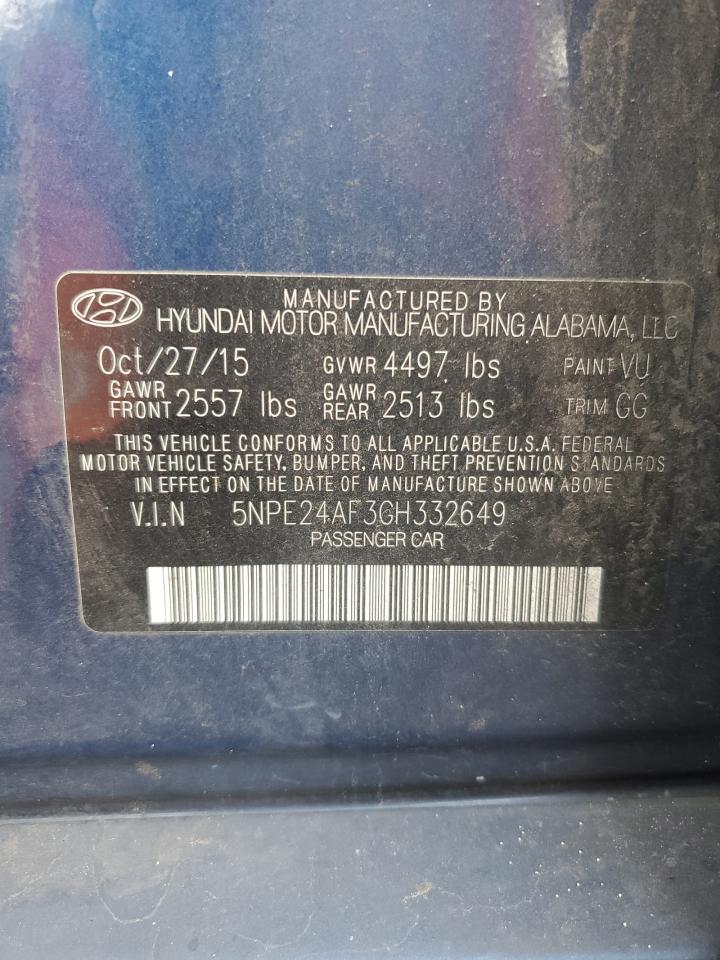 MANUFACTURED BY
HYUNDAI MOTOR MANUFACTURING ALABAMA, LLC
Oct/27/15 GVWR 4497 lbs PAINT VU
GAWR FRONT 2557 lbs GAWR REAR 2513 lbs TRIM GG
THIS VEHICLE CONFORMS TO ALL APPLICABLE U.S.A. FEDERAL
MOTOR VEHICLE SAFETY, BUMPER, AND THEFT PREVENTION STANDARDS
IN EFFECT ON THE DATE OF MANUFACTURE SHOWN ABOVE
V.I.N 5NPE24AF3GH332649
PASSENGER CAR